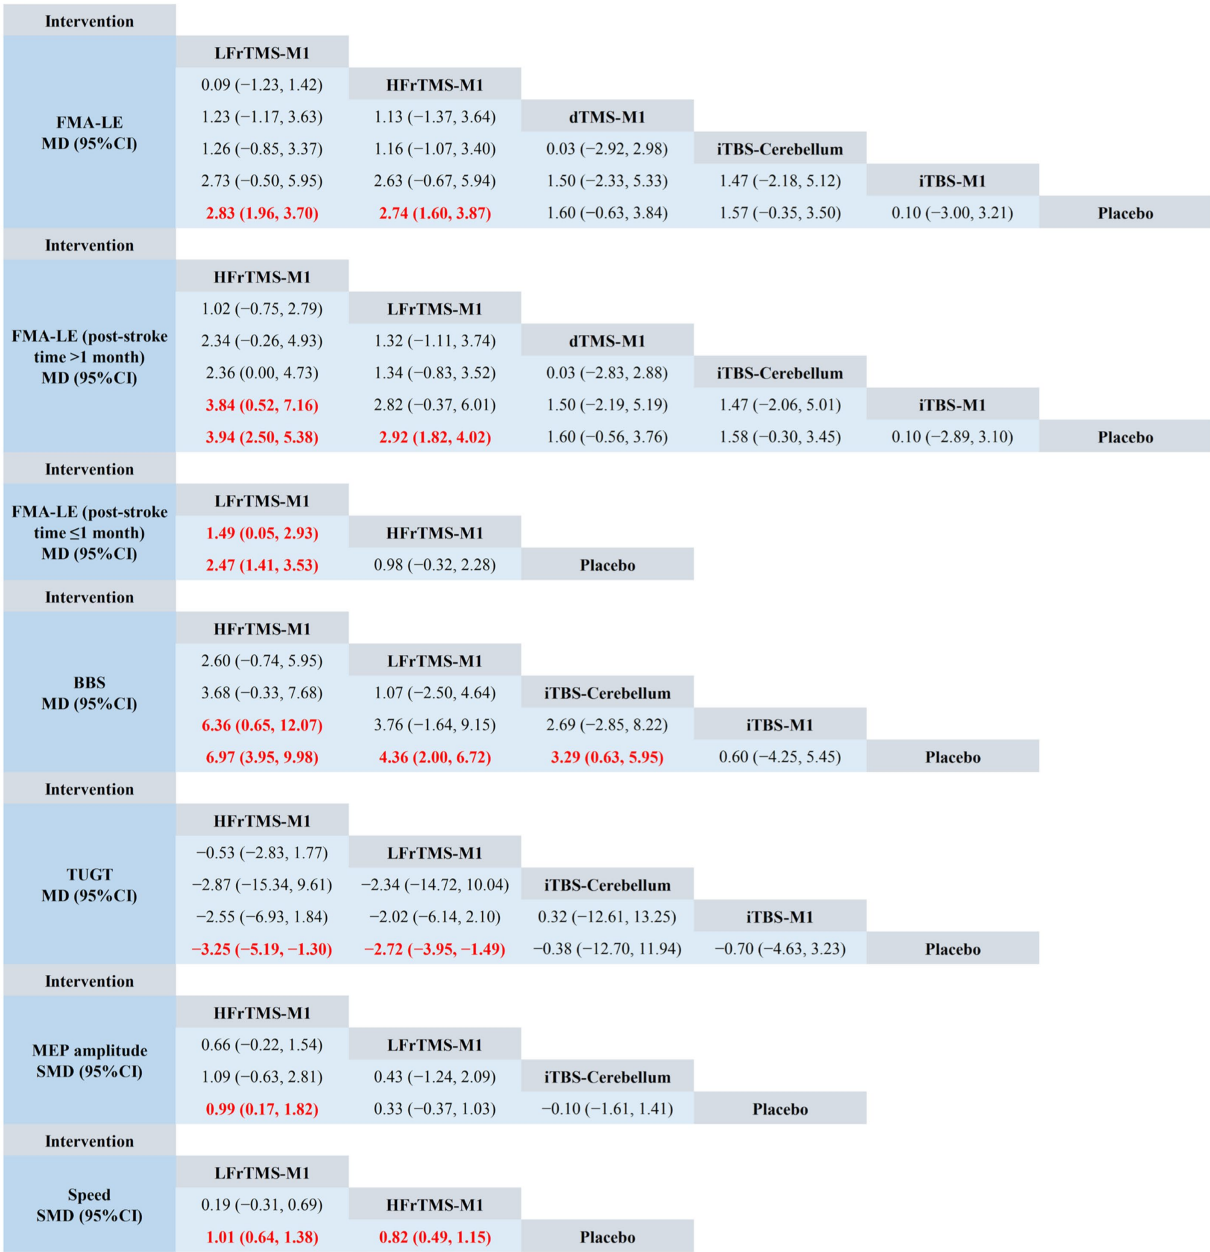 Intervention
LFrTMS-M1
0.09 (−1.23, 1.42) HFrTMS-M1
1.23 (−1.17, 3.63) 1.13 (−1.37, 3.64) dTMS-M1
FMA-LE
MD (95%CI)
1.26 (−0.85, 3.37) 1.16 (−1.07, 3.40) 0.03 (−2.92, 2.98) iTBS-Cerebellum
2.73 (−0.50, 5.95) 2.63 (−0.67, 5.94) 1.50 (−2.33, 5.33) 1.47 (−2.18, 5.12) iTBS-M1
2.83 (1.96, 3.70) 2.74 (1.60, 3.87) 1.60 (−0.63, 3.84) 1.57 (−0.35, 3.50) 0.10 (−3.00, 3.21) Placebo
Intervention
HFrTMS-M1
1.02 (−0.75, 2.79) LFrTMS-M1
FMA-LE (post-stroke
time >1 month)
MD (95%CI)
2.34 (−0.26, 4.93) 1.32 (−1.11, 3.74) dTMS-M1
2.36 (0.00, 4.73) 1.34 (−0.83, 3.52) 0.03 (−2.83, 2.88) iTBS-Cerebellum
3.84 (0.52, 7.16) 2.82 (−0.37, 6.01) 1.50 (−2.19, 5.19) 1.47 (−2.06, 5.01) iTBS-M1
3.94 (2.50, 5.38) 2.92 (1.82, 4.02) 1.60 (−0.56, 3.76) 1.58 (−0.30, 3.45) 0.10 (−2.89, 3.10) Placebo
Intervention
FMA-LE (post-stroke
time ≤1 month)
MD (95%CI)
LFrTMS-M1
1.49 (0.05, 2.93) HFrTMS-M1
2.47 (1.41, 3.53) 0.98 (−0.32, 2.28) Placebo
Intervention
HFrTMS-M1
2.60 (−0.74, 5.95) LFrTMS-M1
BBS
MD (95%CI)
3.68 (−0.33, 7.68) 1.07 (−2.50, 4.64) iTBS-Cerebellum
6.36 (0.65, 12.07) 3.76 (−1.64, 9.15) 2.69 (−2.85, 8.22) iTBS-M1
6.97 (3.95, 9.98) 4.36 (2.00, 6.72) 3.29 (0.63, 5.95) 0.60 (−4.25, 5.45) Placebo
Intervention
HFrTMS-M1
−0.53 (−2.83, 1.77) LFrTMS-M1
TUGT
MD (95%CI)
−2.87 (−15.34, 9.61) −2.34 (−14.72, 10.04) iTBS-Cerebellum
−2.55 (−6.93, 1.84) −2.02 (−6.14, 2.10) 0.32 (−12.61, 13.25) iTBS-M1
−3.25 (−5.19, −1.30) −2.72 (−3.95, −1.49) −0.38 (−12.70, 11.94) −0.70 (−4.63, 3.23) Placebo
Intervention
HFrTMS-M1
MEP amplitude
SMD (95%CI)
0.66 (−0.22, 1.54) LFrTMS-M1
1.09 (−0.63, 2.81) 0.43 (−1.24, 2.09) iTBS-Cerebellum
0.99 (0.17, 1.82) 0.33 (−0.37, 1.03) −0.10 (−1.61, 1.41) Placebo
Intervention
LFrTMS-M1
Speed
SMD (95%CI)
0.19 (−0.31, 0.69) HFrTMS-M1
1.01 (0.64, 1.38) 0.82 (0.49, 1.15) Placebo